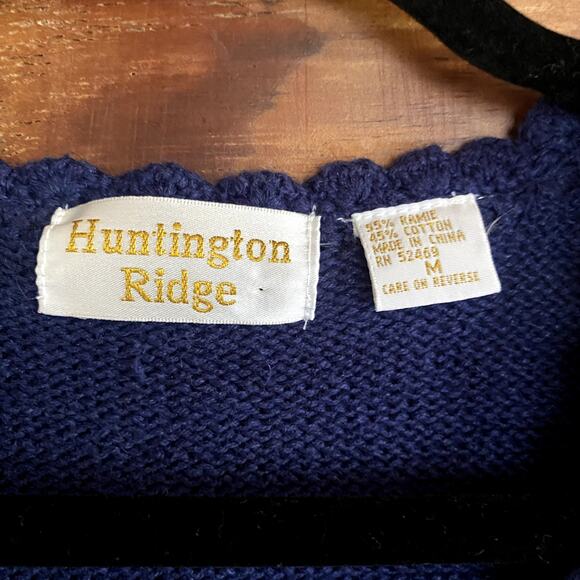 Huntington
Ridge
55% RAMIE
45% COTTON
MADE IN CHINA
RN 52469
M
CARE ON REVERSE